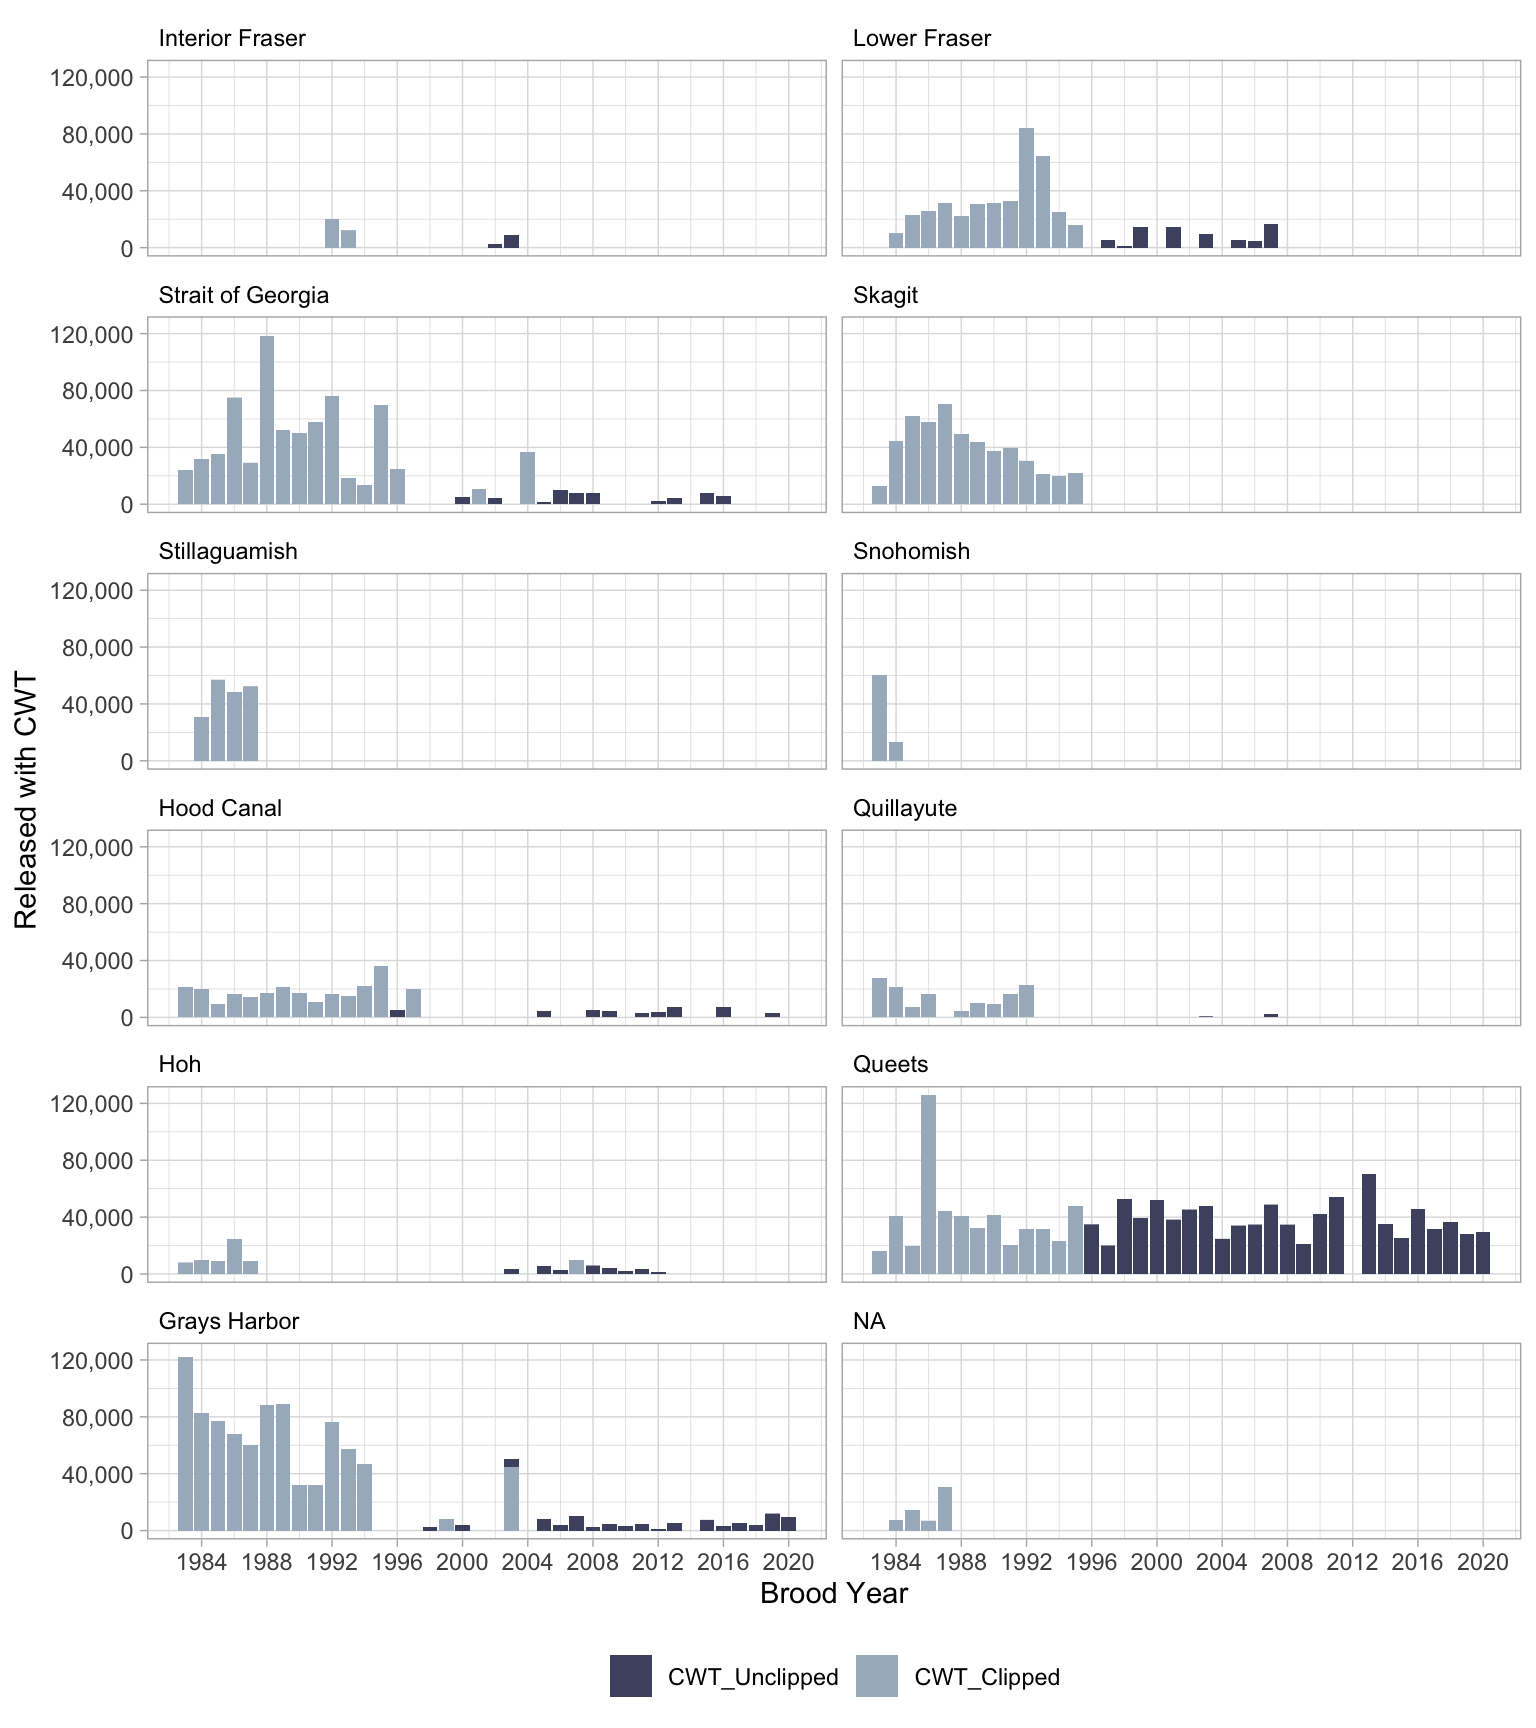 Interior Fraser
Lower Fraser
120,000
80,000
40,000
0
Strait of Georgia
Skagit
120,000
80,000
40,000
0
Stillaguamish
Snohomish
120,000
80,000
40,000
0
Released with CWT
Hood Canal
Quillayute
120,000
80,000
40,000
0
Hoh
Queets
120,000
80,000
40,000
0
Grays Harbor
NA
120,000
80,000
40,000
0
1984 1988 1992 1996 2000 2004 2008 2012 2016 2020
1984 1988 1992 1996 2000 2004 2008 2012 2016 2020
Brood Year
CWT_Unclipped
CWT_Clipped